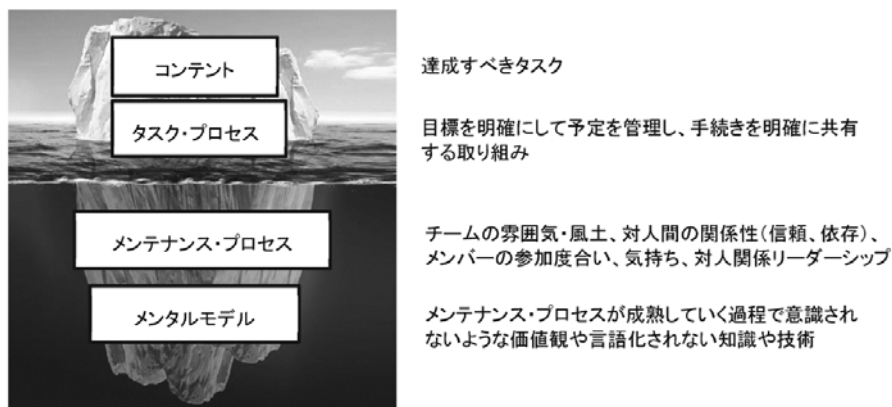 コンテント
達成すべきタスク
タスク・プロセス
目標を明確にして予定を管理し、手続きを明確に共有
する取り組み
メンテナンス・プロセス
チームの雰囲気・風土、対人間の関係性(信頼、依存)、
メンバーの参加度合い、気持ち、対人関係リーダーシップ
メンタルモデル
メンテナンス・プロセスが成熟していく過程で意識され
ないような価値観や言語化されない知識や技術